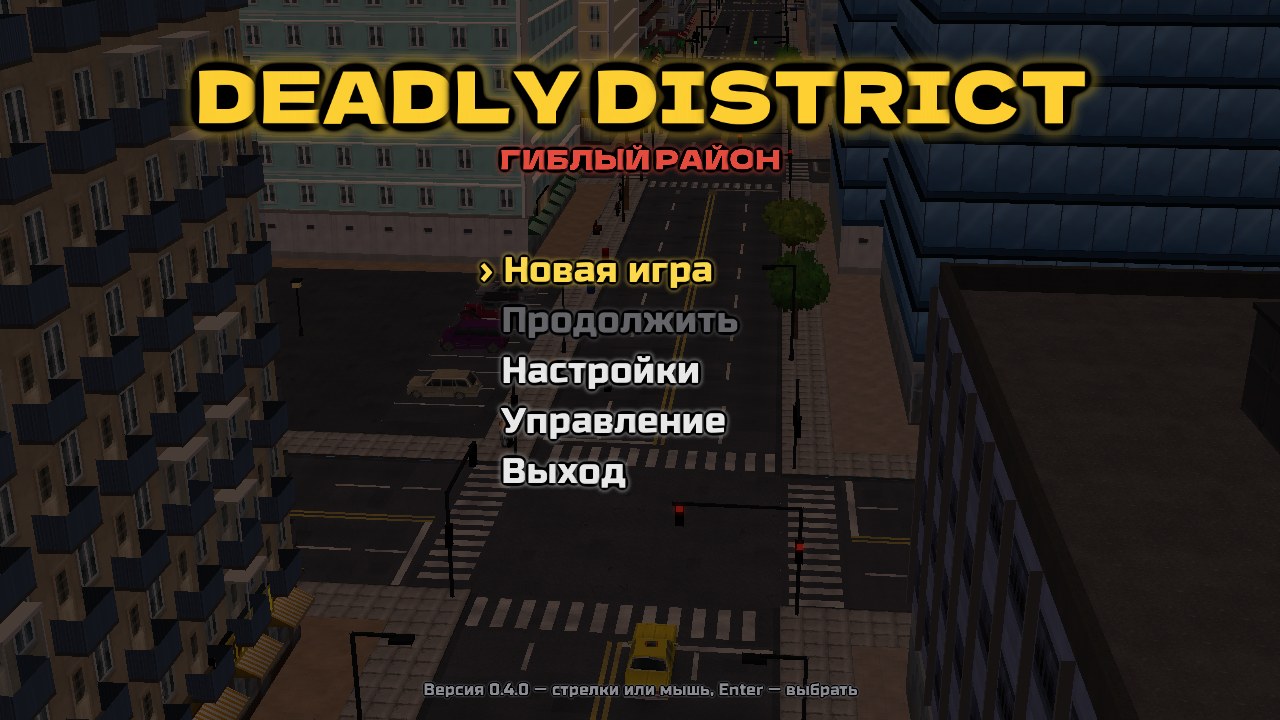 DEADLY DISTRICT
ГИБЛЫЙ РАЙОН
› Новая игра
Продолжить
Настройки
Управление
Выход
Версия 0.4.0 — стрелки или мышь, Enter — выбрать